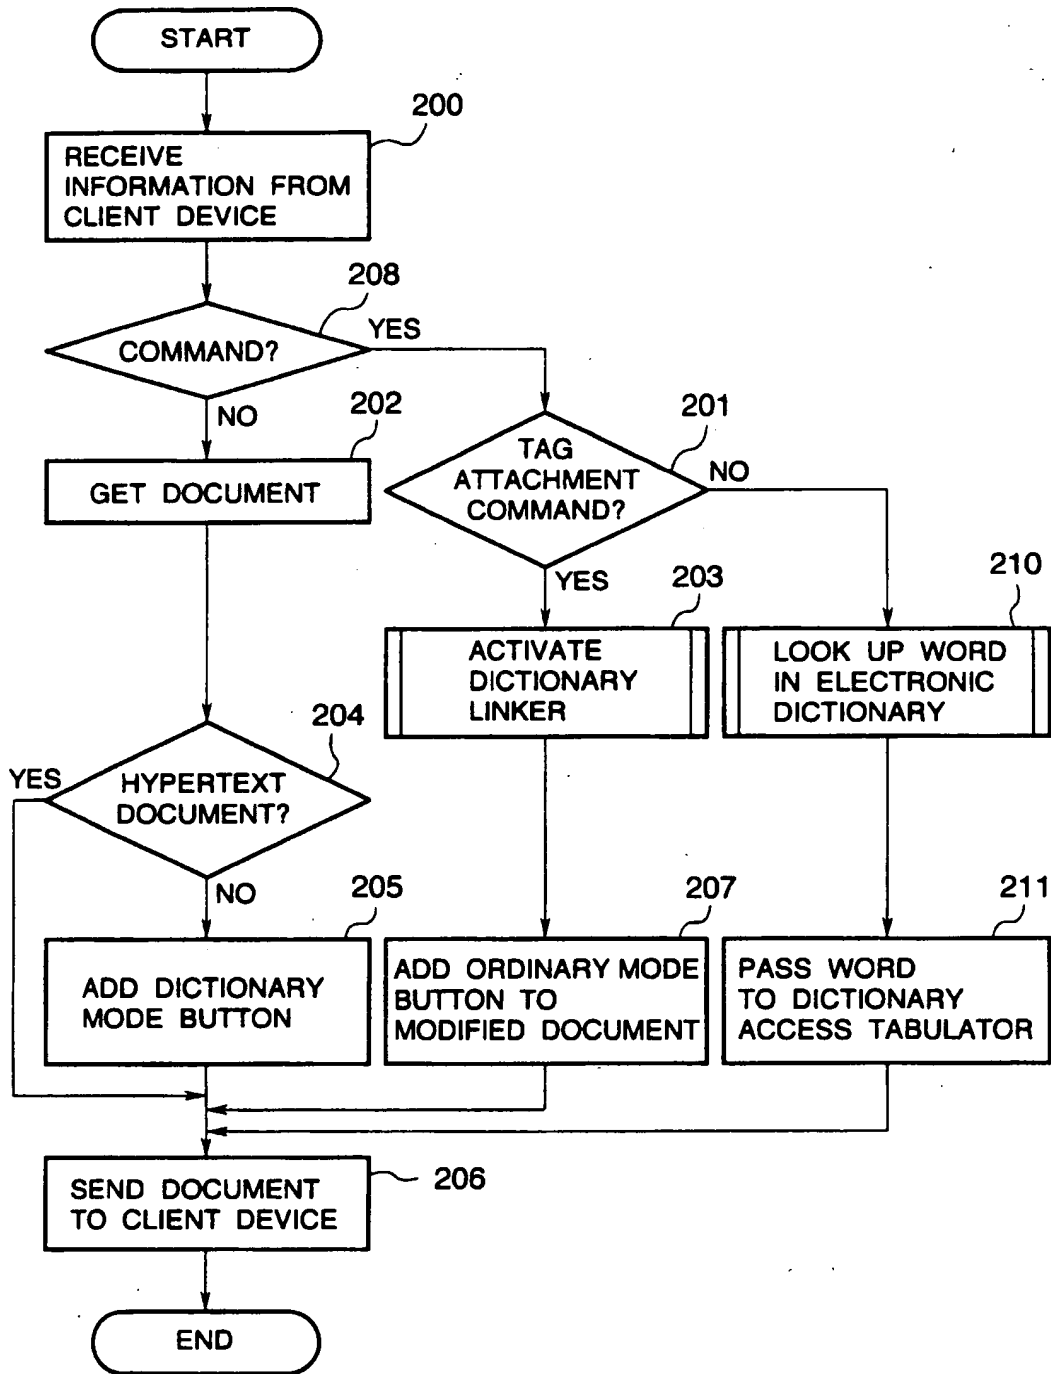 START
200
RECEIVE
INFORMATION FROM
CLIENT DEVICE
208
COMMAND?
YES
NO
202
GET DOCUMENT
201
TAG
ATTACHMENT
COMMAND?
NO
YES
203
ACTIVATE
DICTIONARY
LINKER
210
LOOK UP WORD
IN ELECTRONIC
DICTIONARY
204
YES
HYPERTEXT
DOCUMENT?
NO
205
ADD DICTIONARY
MODE BUTTON
207
ADD ORDINARY MODE
BUTTON TO
MODIFIED DOCUMENT
211
PASS WORD
TO DICTIONARY
ACCESS TABULATOR
206
SEND DOCUMENT
TO CLIENT DEVICE
END